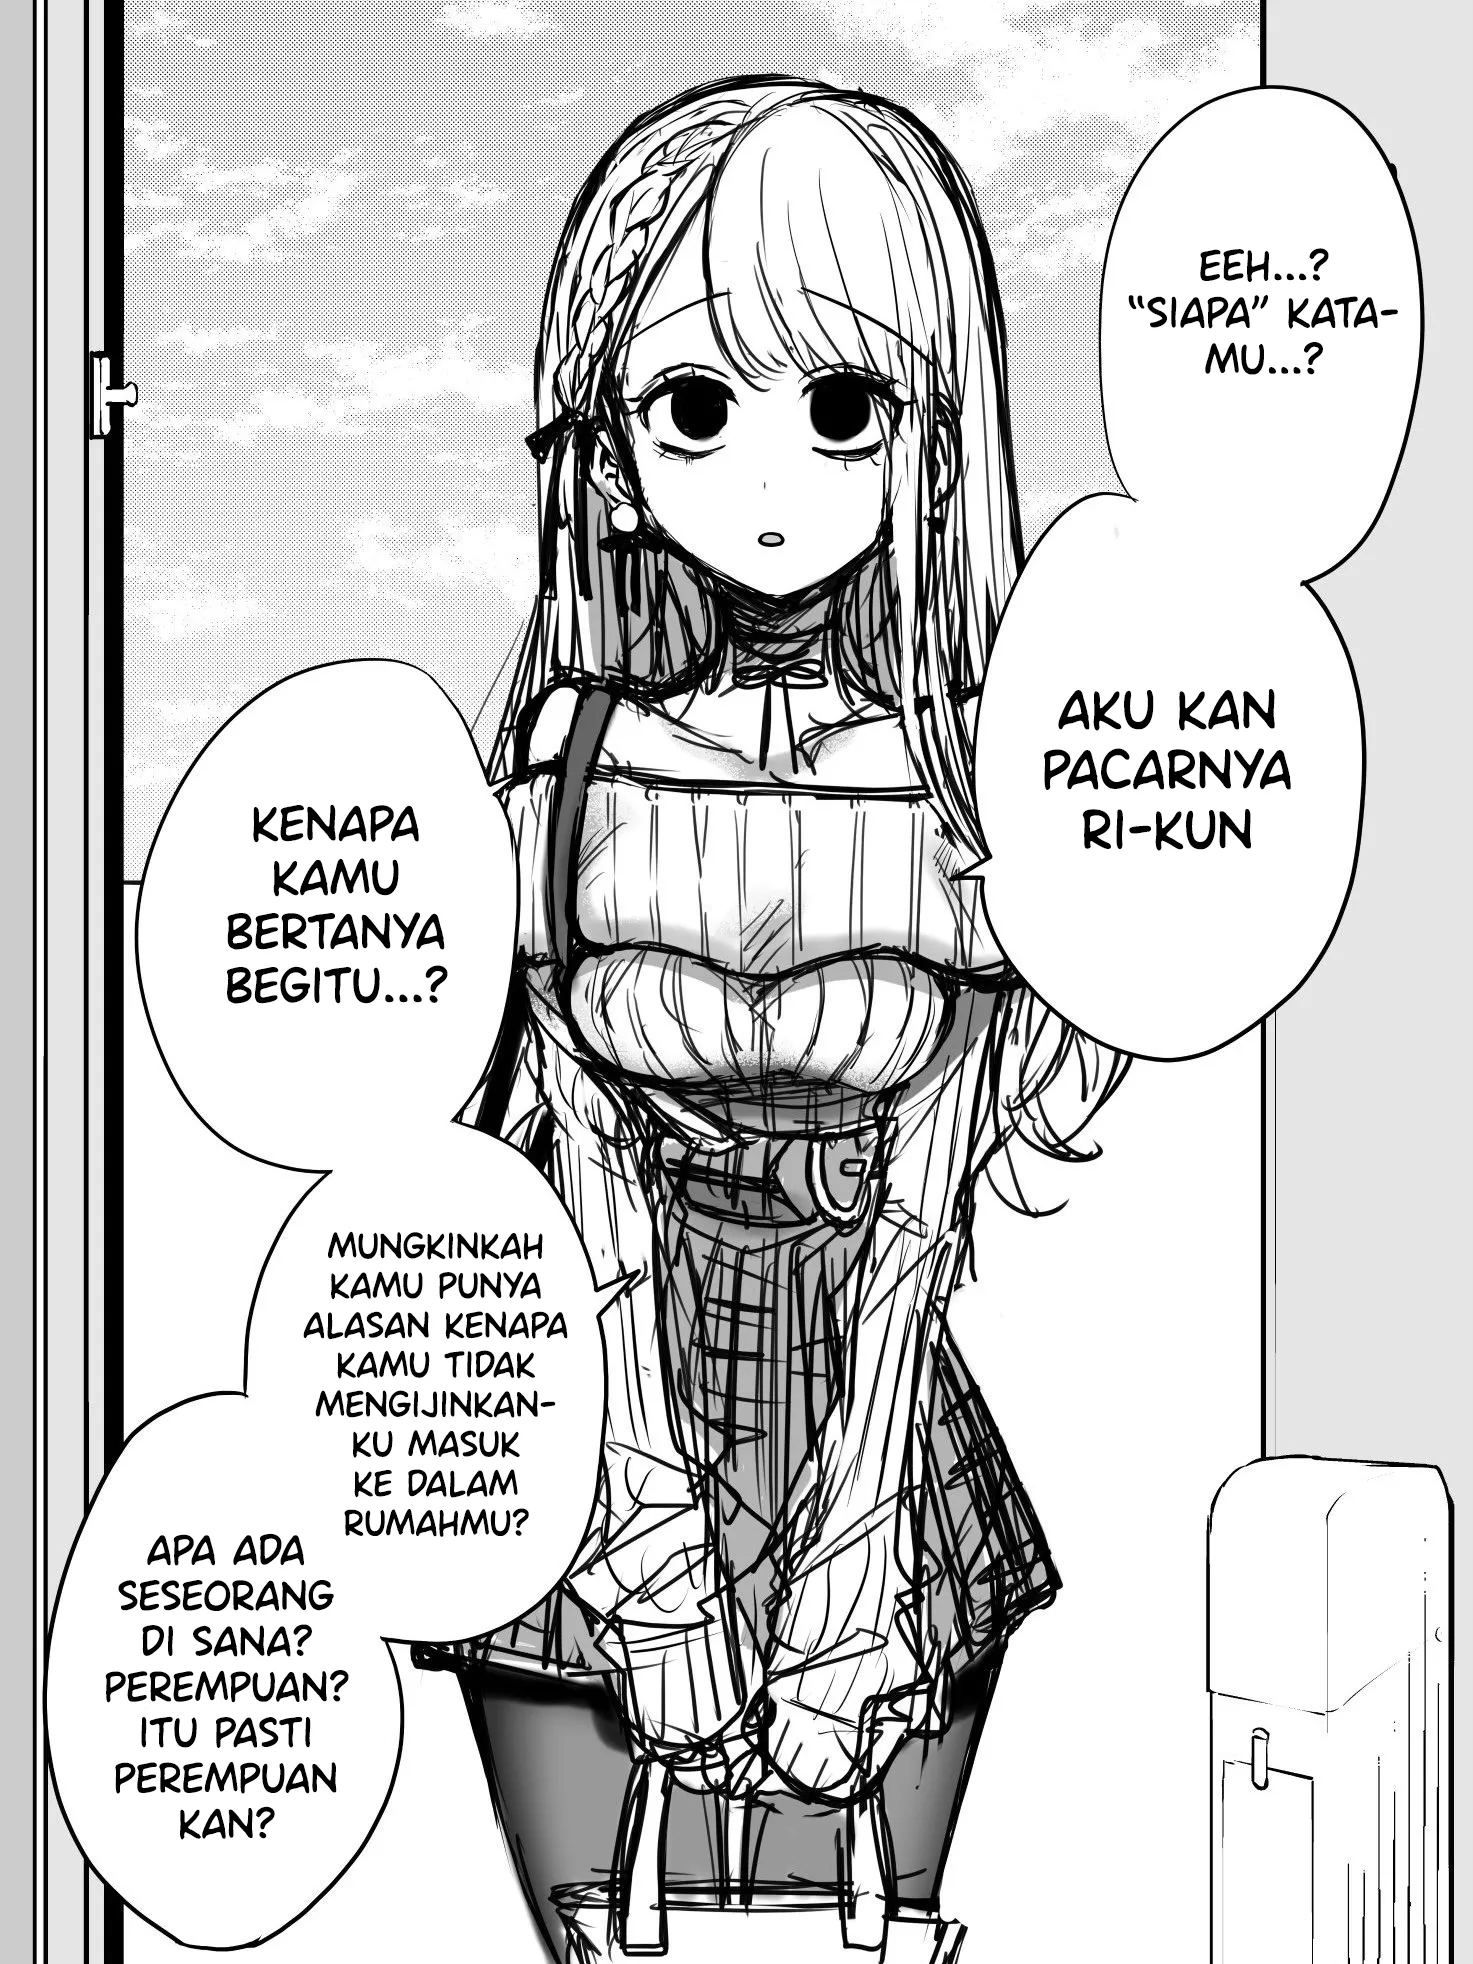 EEH...?
"SIAPA" KATA-
MU...?
AKU KAN
PACARNYA
RI-KUN
KENAPA
KAMU
BERTANYA
BEGITU...?
MUNGKINKAH
KAMU PUNYA
ALASAN KENAPA
KAMU TIDAK
MENGIJINKAN-
KU MASUK
KE DALAM
RUMAHMU?
APA ADA
SESEORANG
DI SANA?
PEREMPUAN?
ITU PASTI
PEREMPUAN
KAN?